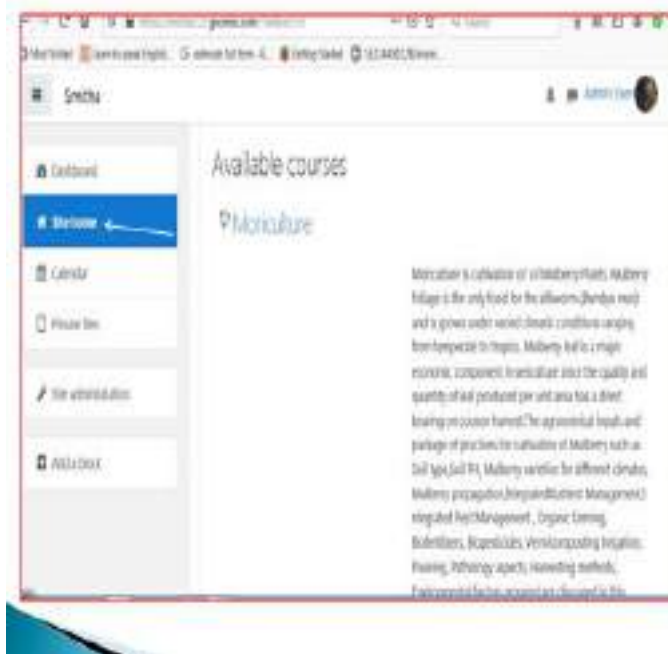 Smitha
Admin User
Dashboard
Available courses
Site home
Moriculture
Calendar
Private files
Site administration
Add a block
Moriculture is cultivation of of Mulberry Plants. Mulberry
foliage is the only food for the silkworm (Bombyx mori)
and is grown under varied climatic conditions ranging
from temperate to tropics. Mulberry leaf is a major
economic component in sericulture since the quality and
quantity of leaf produced per unit area has a direct
bearing on cocoon harvest. The agronomical inputs and
package of practices for cultivation of Mulberry such as
Soil type, Soil PH, Mulberry varieties for different climates,
Mulberry propagation, Integrated Nutrient Management, I
ntegrated Pest Management, Organic Farming,
Biofertilizers, Biopesticides, Vermicomposting, Irrigation,
Pruning, Pathology aspects, Harvesting methods,